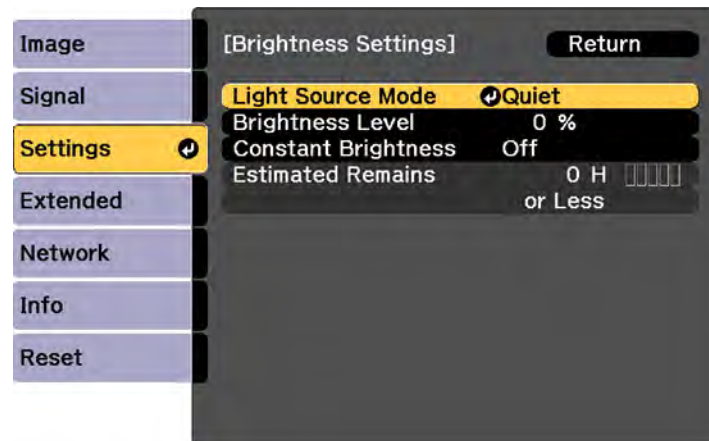 Image
Signal
Settings
Extended
Network
Info
Reset
[Brightness Settings] Return
Light Source Mode Quiet
Brightness Level 0 %
Constant Brightness Off
Estimated Remains 0 H
or Less